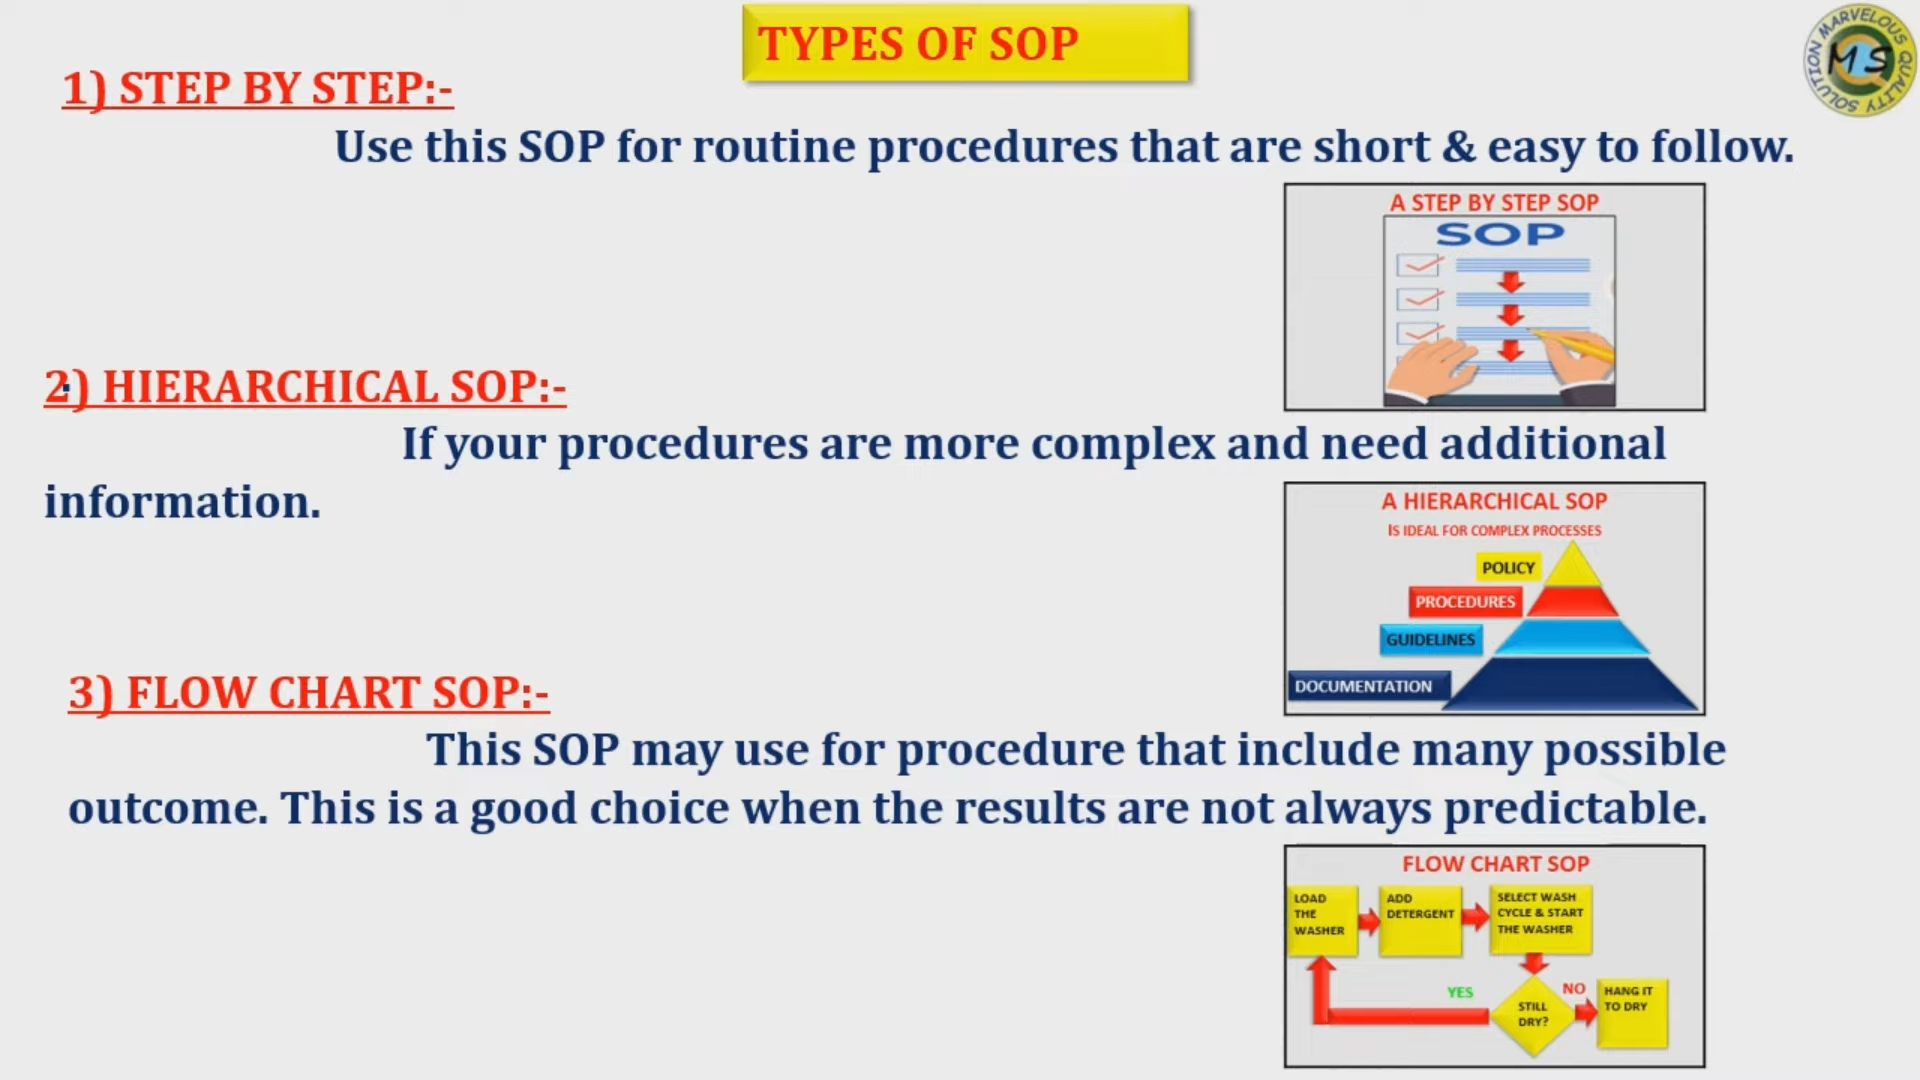 TYPES OF SOP
MARVELOUS QUALITY SOLUTION
MS
1) STEP BY STEP:-
Use this SOP for routine procedures that are short & easy to follow.
A STEP BY STEP SOP
SOP
2) HIERARCHICAL SOP:-
If your procedures are more complex and need additional
information.
A HIERARCHICAL SOP
IS IDEAL FOR COMPLEX PROCESSES
POLICY
PROCEDURES
GUIDELINES
DOCUMENTATION
3) FLOW CHART SOP:-
This SOP may use for procedure that include many possible
outcome. This is a good choice when the results are not always predictable.
FLOW CHART SOP
LOAD
THE
WASHER
ADD
DETERGENT
SELECT WASH
CYCLE & START
THE WASHER
STILL
DRY?
YES
NO
HANG IT
TO DRY